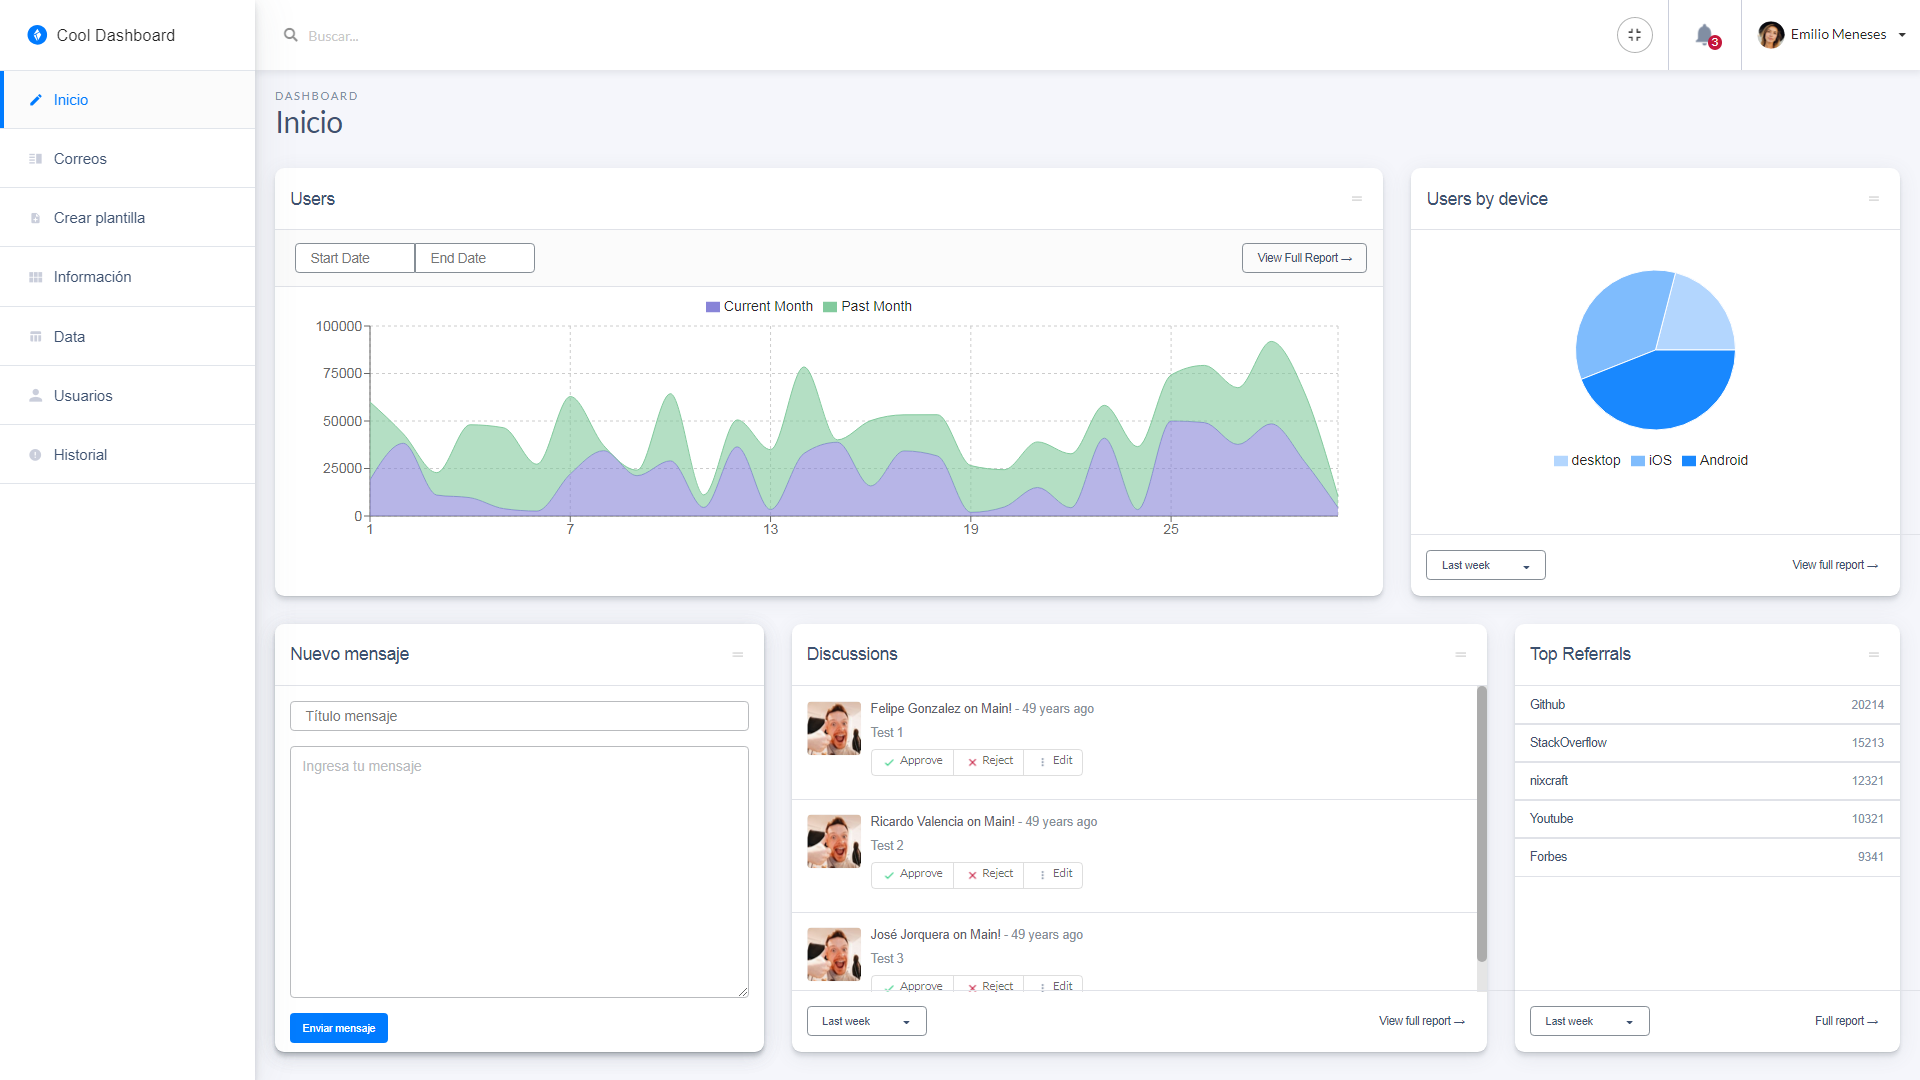 Cool Dashboard
Buscar...
3
Emilio Meneses
Inicio
Correos
Crear plantilla
Información
Data
Usuarios
Historial
DASHBOARD
Inicio
Users
Start Date
End Date
View Full Report →
Current Month
Past Month
100000
75000
50000
25000
0
1
7
13
19
25
Users by device
desktop
iOS
Android
Last week
View full report →
Nuevo mensaje
Título mensaje
Ingresa tu mensaje
Enviar mensaje
Discussions
Felipe Gonzalez on Main! - 49 years ago
Test 1
Approve
Reject
Edit
Ricardo Valencia on Main! - 49 years ago
Test 2
Approve
Reject
Edit
José Jorquera on Main! - 49 years ago
Test 3
Approve
Reject
Edit
Last week
View full report →
Top Referrals
Github 20214
StackOverflow 15213
nixcraft 12321
Youtube 10321
Forbes 9341
Last week
Full report →